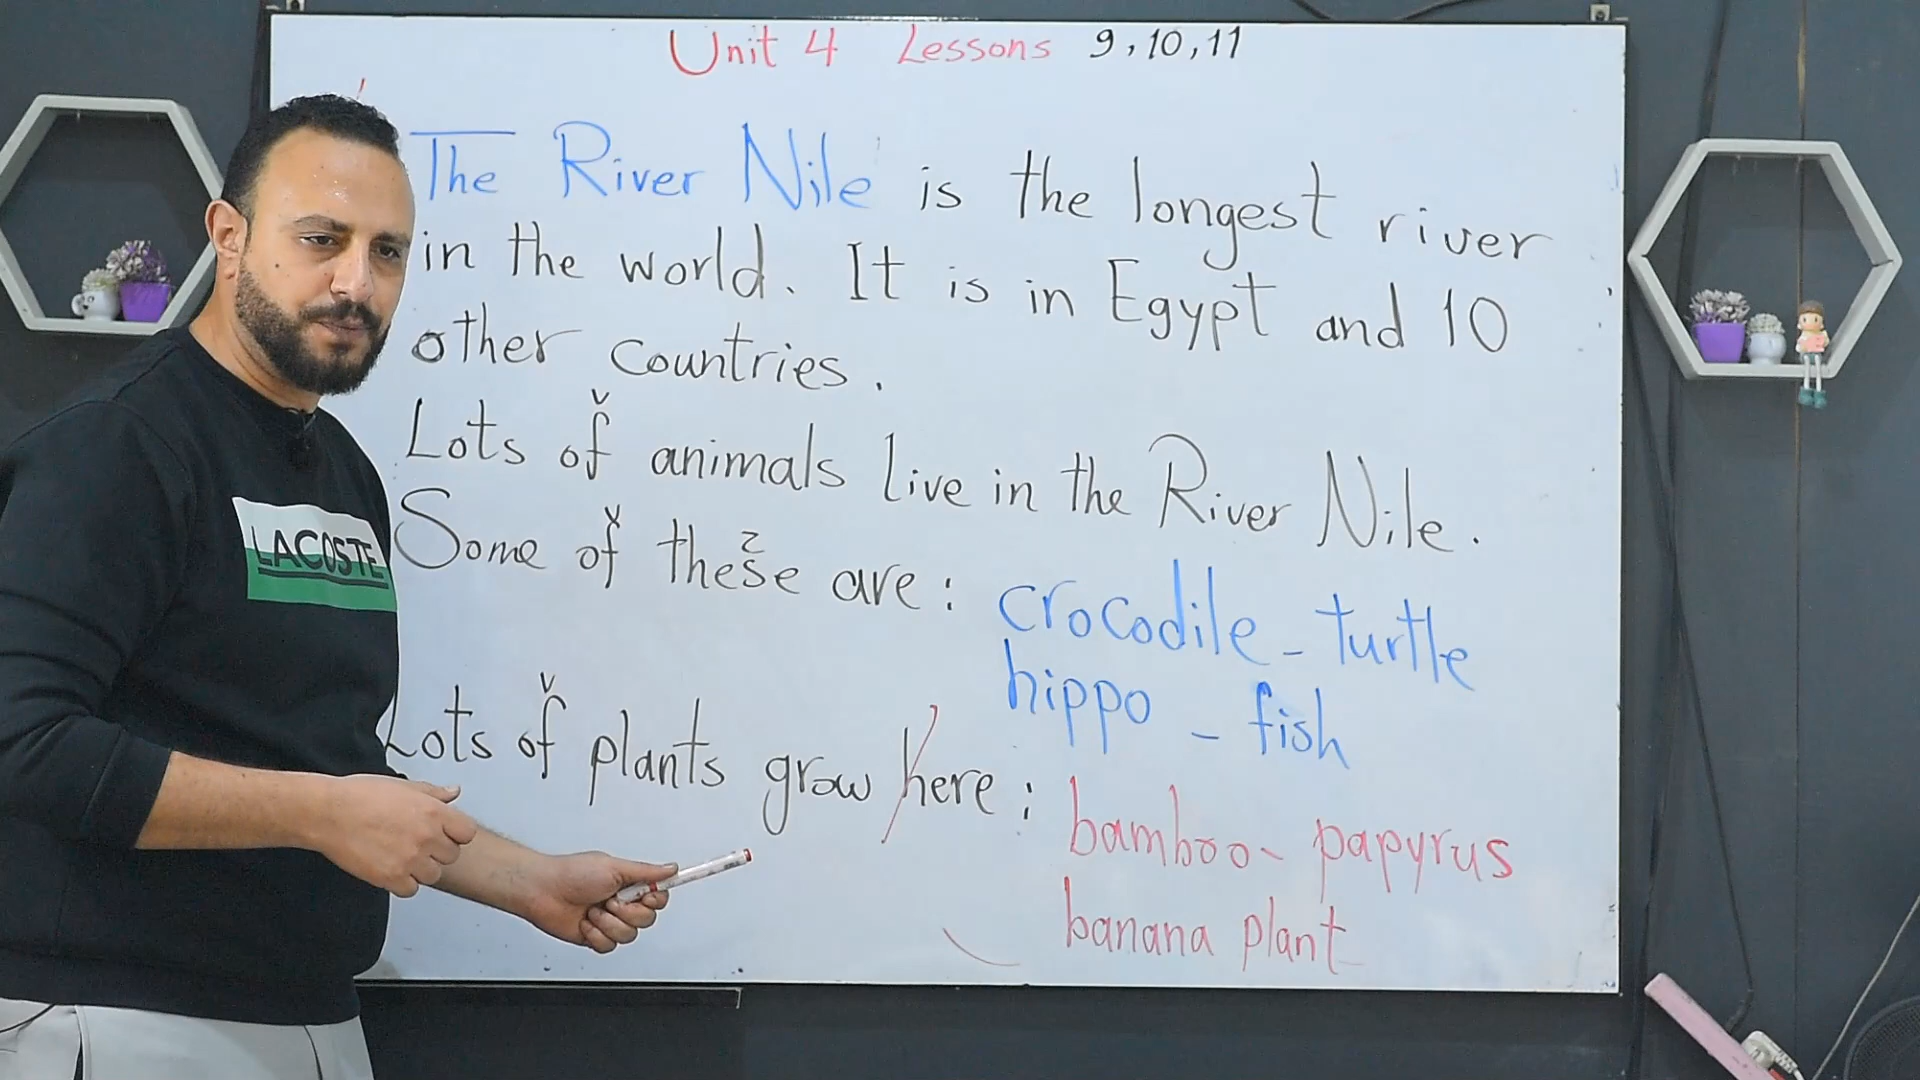 Unit 4 Lessons 9,10,11
The River Nile is the longest river
in the world. It is in Egypt and 10
other countries.
Lots of animals live in the River Nile.
v
Some of these are: crocodile - turtle
v z
hippo - fish
Lots of plants grow here:
v
bamboo - papyrus
banana plant
LACOSTE